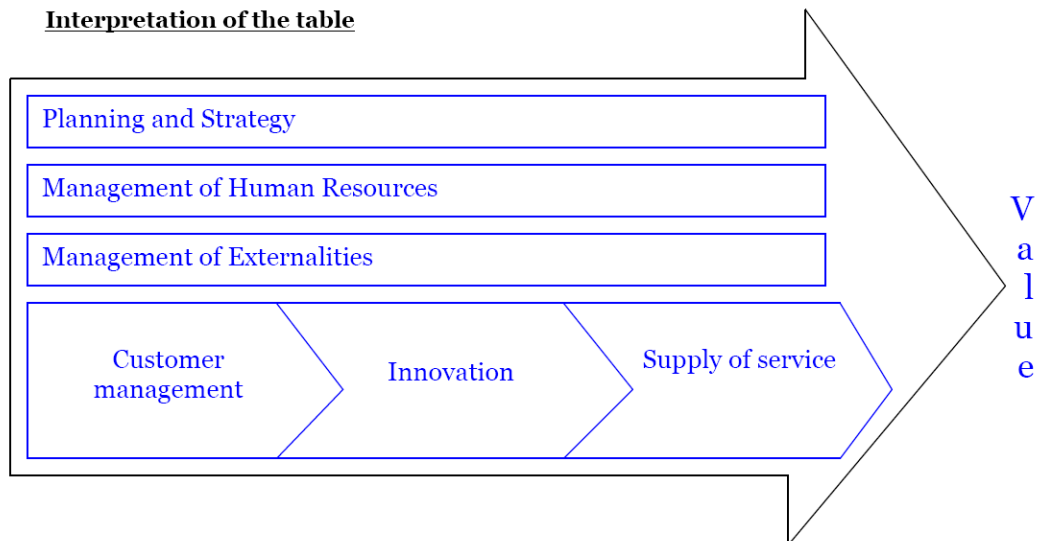 Interpretation of the table
Planning and Strategy
Management of Human Resources
Management of Externalities
Customer
management
Innovation
Supply of service
Value